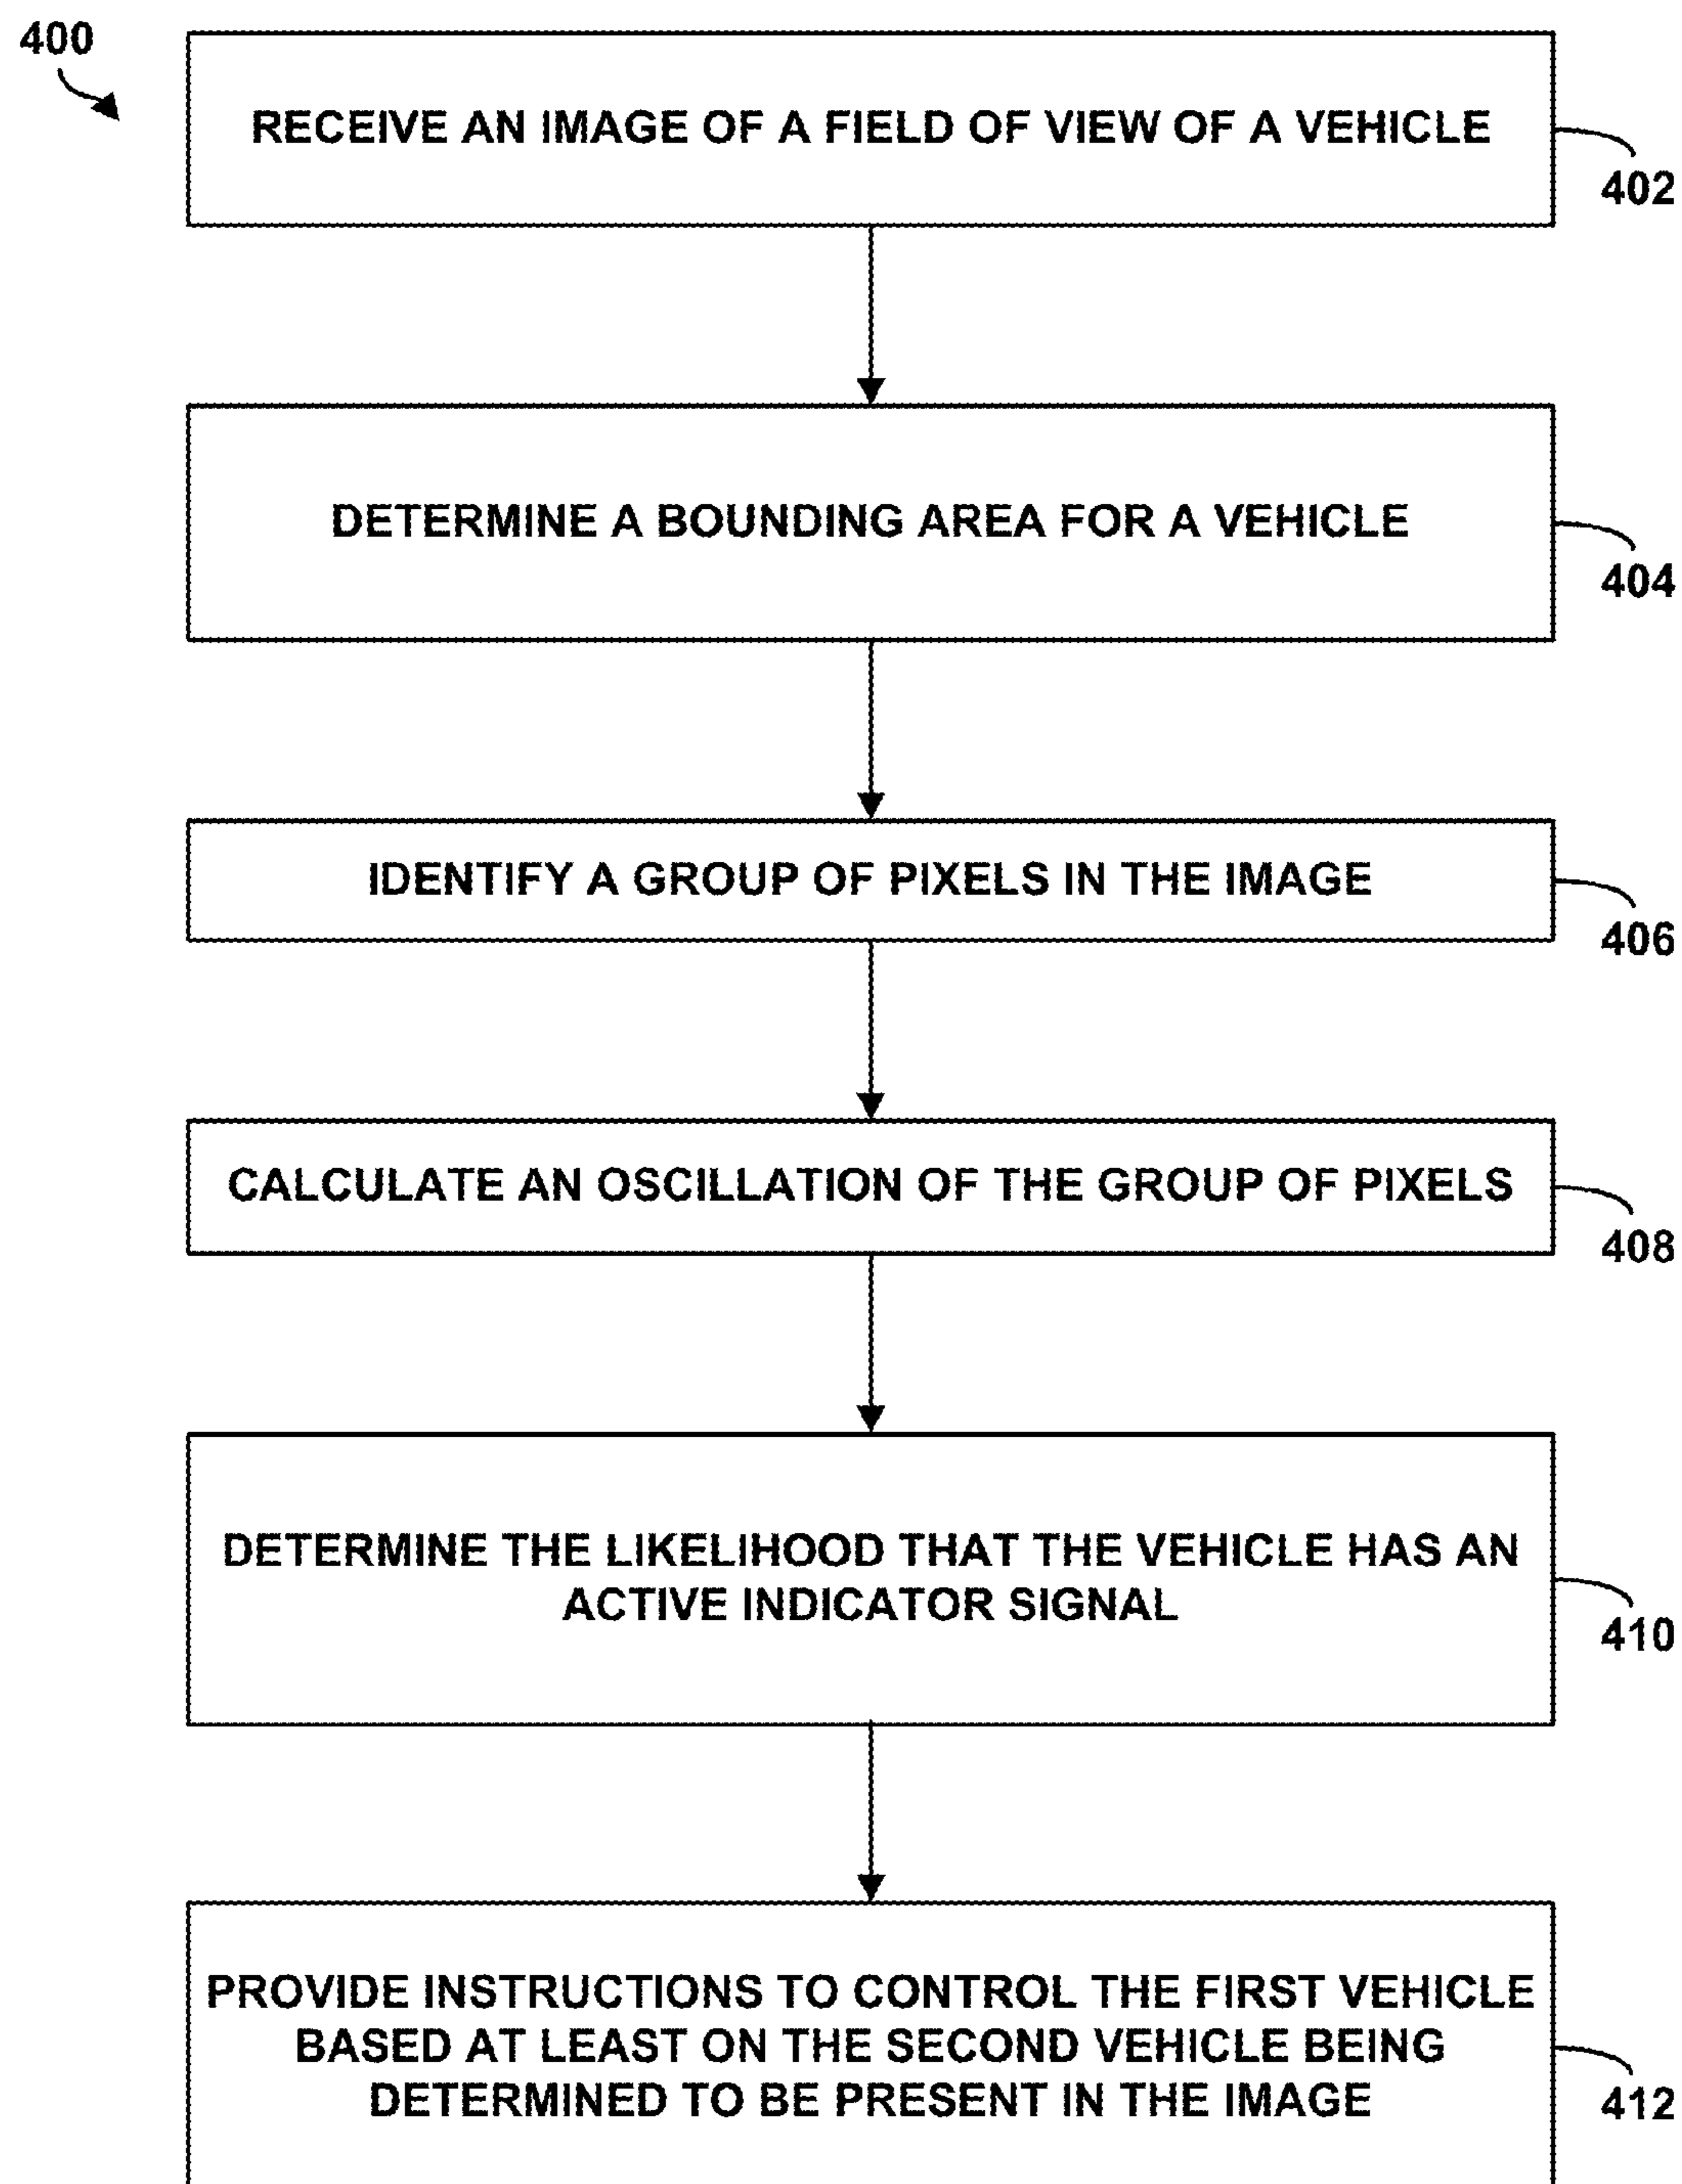 400
RECEIVE AN IMAGE OF A FIELD OF VIEW OF A VEHICLE
402
DETERMINE A BOUNDING AREA FOR A VEHICLE
404
IDENTIFY A GROUP OF PIXELS IN THE IMAGE
406
CALCULATE AN OSCILLATION OF THE GROUP OF PIXELS
408
DETERMINE THE LIKELIHOOD THAT THE VEHICLE HAS AN
ACTIVE INDICATOR SIGNAL
410
PROVIDE INSTRUCTIONS TO CONTROL THE FIRST VEHICLE
BASED AT LEAST ON THE SECOND VEHICLE BEING
DETERMINED TO BE PRESENT IN THE IMAGE
412